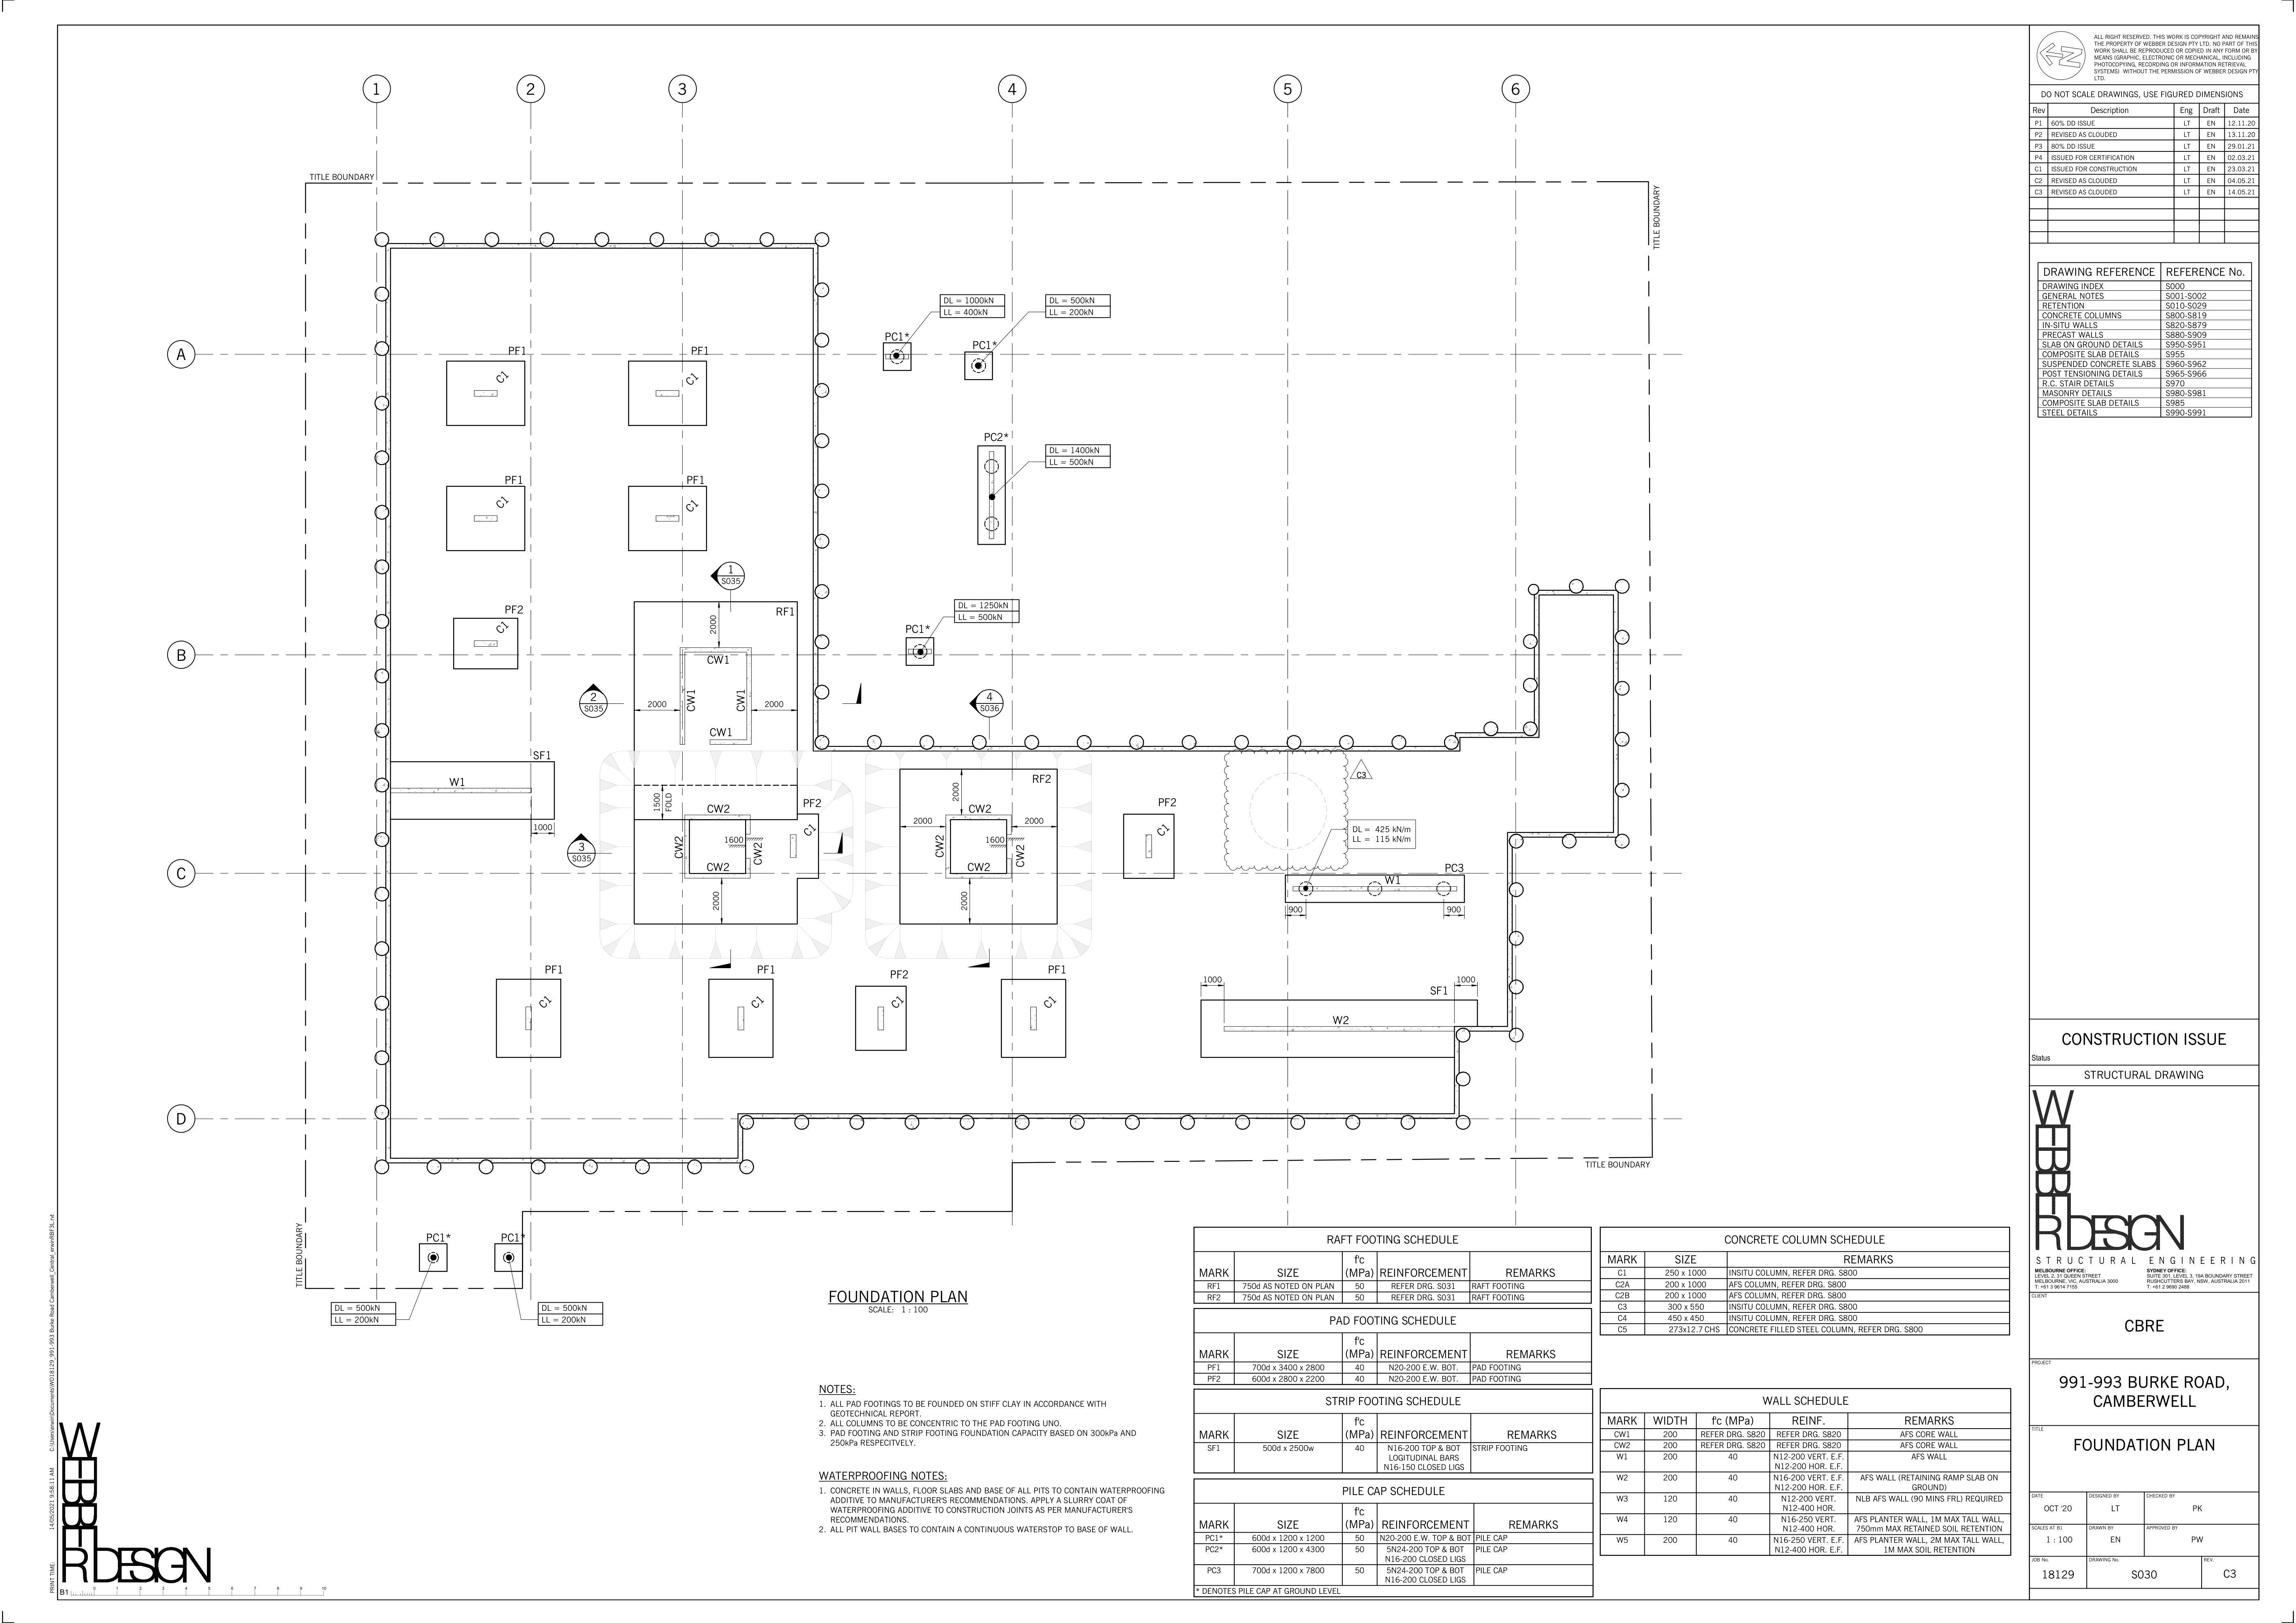 1
2
3
4
5
6
A
B
C
D
TITLE BOUNDARY
TITLE BOUNDARY
TITLE BOUNDARY
TITLE BOUNDARY
TITLE BOUNDARY
DL = 1000kN
LL = 400kN
DL = 500kN
LL = 200kN
PC1*
PC1*
PF1
C1
PF1
C1
PC2*
DL = 1400kN
LL = 500kN
PF1
C1
PF1
C1
1
S035
PF2
C1
RF1
2000
DL = 1250kN
LL = 500kN
PC1*
CW1
CW1
CW1
CW1
2000
2000
2
S035
4
S036
SF1
W1
1000
1500
FOLD
CW2
CW2
CW2
CW2
1600
2000
PF2
C1
3
S035
RF2
2000
2000
2000
CW2
CW2
CW2
CW2
1600
2000
PF2
C1
C3
DL = 425 kN/m
LL = 115 kN/m
PC3
W1
900
900
PF1
C1
PF1
C1
PF2
C1
PF1
C1
1000
1000
SF1
W2
PC1*
PC1*
DL = 500kN
LL = 200kN
DL = 500kN
LL = 200kN
FOUNDATION PLAN
SCALE: 1 : 100
NOTES:
1. ALL PAD FOOTINGS TO BE FOUNDED ON STIFF CLAY IN ACCORDANCE WITH
GEOTECHNICAL REPORT.
2. ALL COLUMNS TO BE CONCENTRIC TO THE PAD FOOTING UNO.
3. PAD FOOTING AND STRIP FOOTING FOUNDATION CAPACITY BASED ON 300kPa AND
250kPa RESPECITVELY.
WATERPROOFING NOTES:
1. CONCRETE IN WALLS, FLOOR SLABS AND BASE OF ALL PITS TO CONTAIN WATERPROOFING
ADDITIVE TO MANUFACTURER'S RECOMMENDATIONS. APPLY A SLURRY COAT OF
WATERPROOFING ADDITIVE TO CONSTRUCTION JOINTS AS PER MANUFACTURER'S
RECOMMENDATIONS.
2. ALL PIT WALL BASES TO CONTAIN A CONTINUOUS WATERSTOP TO BASE OF WALL.
RAFT FOOTING SCHEDULE
MARK SIZE f'c (MPa) REINFORCEMENT REMARKS
RF1 750d AS NOTED ON PLAN 50 REFER DRG. S031 RAFT FOOTING
RF2 750d AS NOTED ON PLAN 50 REFER DRG. S031 RAFT FOOTING
PAD FOOTING SCHEDULE
MARK SIZE f'c (MPa) REINFORCEMENT REMARKS
PF1 700d x 3400 x 2800 40 N20-200 E.W. BOT. PAD FOOTING
PF2 600d x 2800 x 2200 40 N20-200 E.W. BOT. PAD FOOTING
STRIP FOOTING SCHEDULE
MARK SIZE f'c (MPa) REINFORCEMENT REMARKS
SF1 500d x 2500w 40 N16-200 TOP & BOT STRIP FOOTING
LOGITUDINAL BARS
N16-150 CLOSED LIGS
PILE CAP SCHEDULE
MARK SIZE f'c (MPa) REINFORCEMENT REMARKS
PC1* 600d x 1200 x 1200 50 N20-200 E.W. TOP & BOT PILE CAP
PC2* 600d x 1200 x 4300 50 5N24-200 TOP & BOT PILE CAP
N16-200 CLOSED LIGS
PC3 700d x 1200 x 7800 50 5N24-200 TOP & BOT PILE CAP
N16-200 CLOSED LIGS
* DENOTES PILE CAP AT GROUND LEVEL
CONCRETE COLUMN SCHEDULE
MARK SIZE REMARKS
C1 250 x 1000 INSITU COLUMN, REFER DRG. S800
C2A 200 x 1000 AFS COLUMN, REFER DRG. S800
C2B 200 x 1000 AFS COLUMN, REFER DRG. S800
C3 300 x 550 INSITU COLUMN, REFER DRG. S800
C4 450 x 450 INSITU COLUMN, REFER DRG. S800
C5 273x12.7 CHS CONCRETE FILLED STEEL COLUMN, REFER DRG. S800
WALL SCHEDULE
MARK WIDTH f'c (MPa) REINF. REMARKS
CW1 200 REFER DRG. S820 REFER DRG. S820 AFS CORE WALL
CW2 200 REFER DRG. S820 REFER DRG. S820 AFS CORE WALL
W1 200 40 N12-200 VERT. E.F. AFS WALL
N12-200 HOR. E.F.
W2 200 40 N16-200 VERT. E.F. AFS WALL (RETAINING RAMP SLAB ON
N12-200 HOR. E.F. GROUND)
W3 120 40 N12-200 VERT. NLB AFS WALL (90 MINS FRL) REQUIRED
N12-400 HOR.
W4 120 40 N16-250 VERT. AFS PLANTER WALL, 1M MAX TALL WALL,
N12-400 HOR. 750mm MAX RETAINED SOIL RETENTION
W5 200 40 N16-250 VERT. E.F. AFS PLANTER WALL, 2M MAX TALL WALL,
N12-400 HOR. E.F. 1M MAX SOIL RETENTION
N
ALL RIGHT RESERVED. THIS WORK IS COPYRIGHT AND REMAINS
THE PROPERTY OF WEBBER DESIGN PTY LTD. NO PART OF THIS
WORK SHALL BE REPRODUCED OR COPIED IN ANY FORM OR BY
MEANS (GRAPHIC, ELECTRONIC OR MECHANICAL, INCLUDING
PHOTOCOPYING, RECORDING OR INFORMATION RETRIEVAL
SYSTEMS) WITHOUT THE PERMISSION OF WEBBER DESIGN PTY
LTD.
DO NOT SCALE DRAWINGS, USE FIGURED DIMENSIONS
Rev Description Eng Draft Date
P1 60% DD ISSUE LT EN 12.11.20
P2 REVISED AS CLOUDED LT EN 13.11.20
P3 80% DD ISSUE LT EN 29.01.21
P4 ISSUED FOR CERTIFICATION LT EN 02.03.21
C1 ISSUED FOR CONSTRUCTION LT EN 23.03.21
C2 REVISED AS CLOUDED LT EN 04.05.21
C3 REVISED AS CLOUDED LT EN 14.05.21
DRAWING REFERENCE REFERENCE No.
DRAWING INDEX S000
GENERAL NOTES S001-S002
RETENTION S010-S029
CONCRETE COLUMNS S800-S819
IN-SITU WALLS S820-S879
PRECAST WALLS S880-S909
SLAB ON GROUND DETAILS S950-S951
COMPOSITE SLAB DETAILS S955
SUSPENDED CONCRETE SLABS S960-S962
POST TENSIONING DETAILS S965-S966
R.C. STAIR DETAILS S970
MASONRY DETAILS S980-S981
COMPOSITE SLAB DETAILS S985
STEEL DETAILS S990-S991
CONSTRUCTION ISSUE
Status
STRUCTURAL DRAWING
WEBBER DESIGN
STRUCTURAL ENGINEERING
MELBOURNE OFFICE:
LEVEL 2, 31 QUEEN STREET
MELBOURNE, VIC, AUSTRALIA 3000
T: +61 3 9614 7155
SYDNEY OFFICE:
SUITE 301, LEVEL 3, 19A BOUNDARY STREET
RUSHCUTTERS BAY, NSW, AUSTRALIA 2011
T: +61 2 9690 2488
CLIENT
CBRE
PROJECT
991-993 BURKE ROAD,
CAMBERWELL
TITLE
FOUNDATION PLAN
DATE DESIGNED BY CHECKED BY
OCT '20 LT PK
SCALES AT B1 DRAWN BY APPROVED BY
1 : 100 EN PW
JOB No. DRAWING No. REV.
18129 S030 C3
WEBBER DESIGN
B1 0 1 2 3 4 5 6 7 8 9 10
PRINT TIME: 14/05/2021 9:58:11 AM C:\Users\erwin\Documents\WD18129_991-993 Burke Road Camberwell_Central_erwinRBF3L.rvt